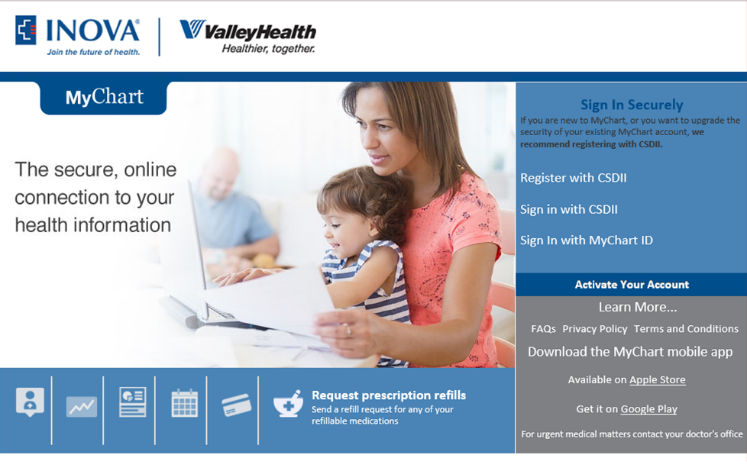 INOVA®
Join the future of health.
ValleyHealth
Healthier, together.
MyChart
The secure, online
connection to your
health information
Sign In Securely
If you are new to MyChart, or you want to upgrade the
security of your existing MyChart account, we
recommend registering with CSDII.
Register with CSDII
Sign in with CSDII
Sign In with MyChart ID
Activate Your Account
Learn More...
FAQs Privacy Policy Terms and Conditions
Download the MyChart mobile app
Available on Apple Store
Get it on Google Play
For urgent medical matters contact your doctor's office
Request prescription refills
Send a refill request for any of your
refillable medications